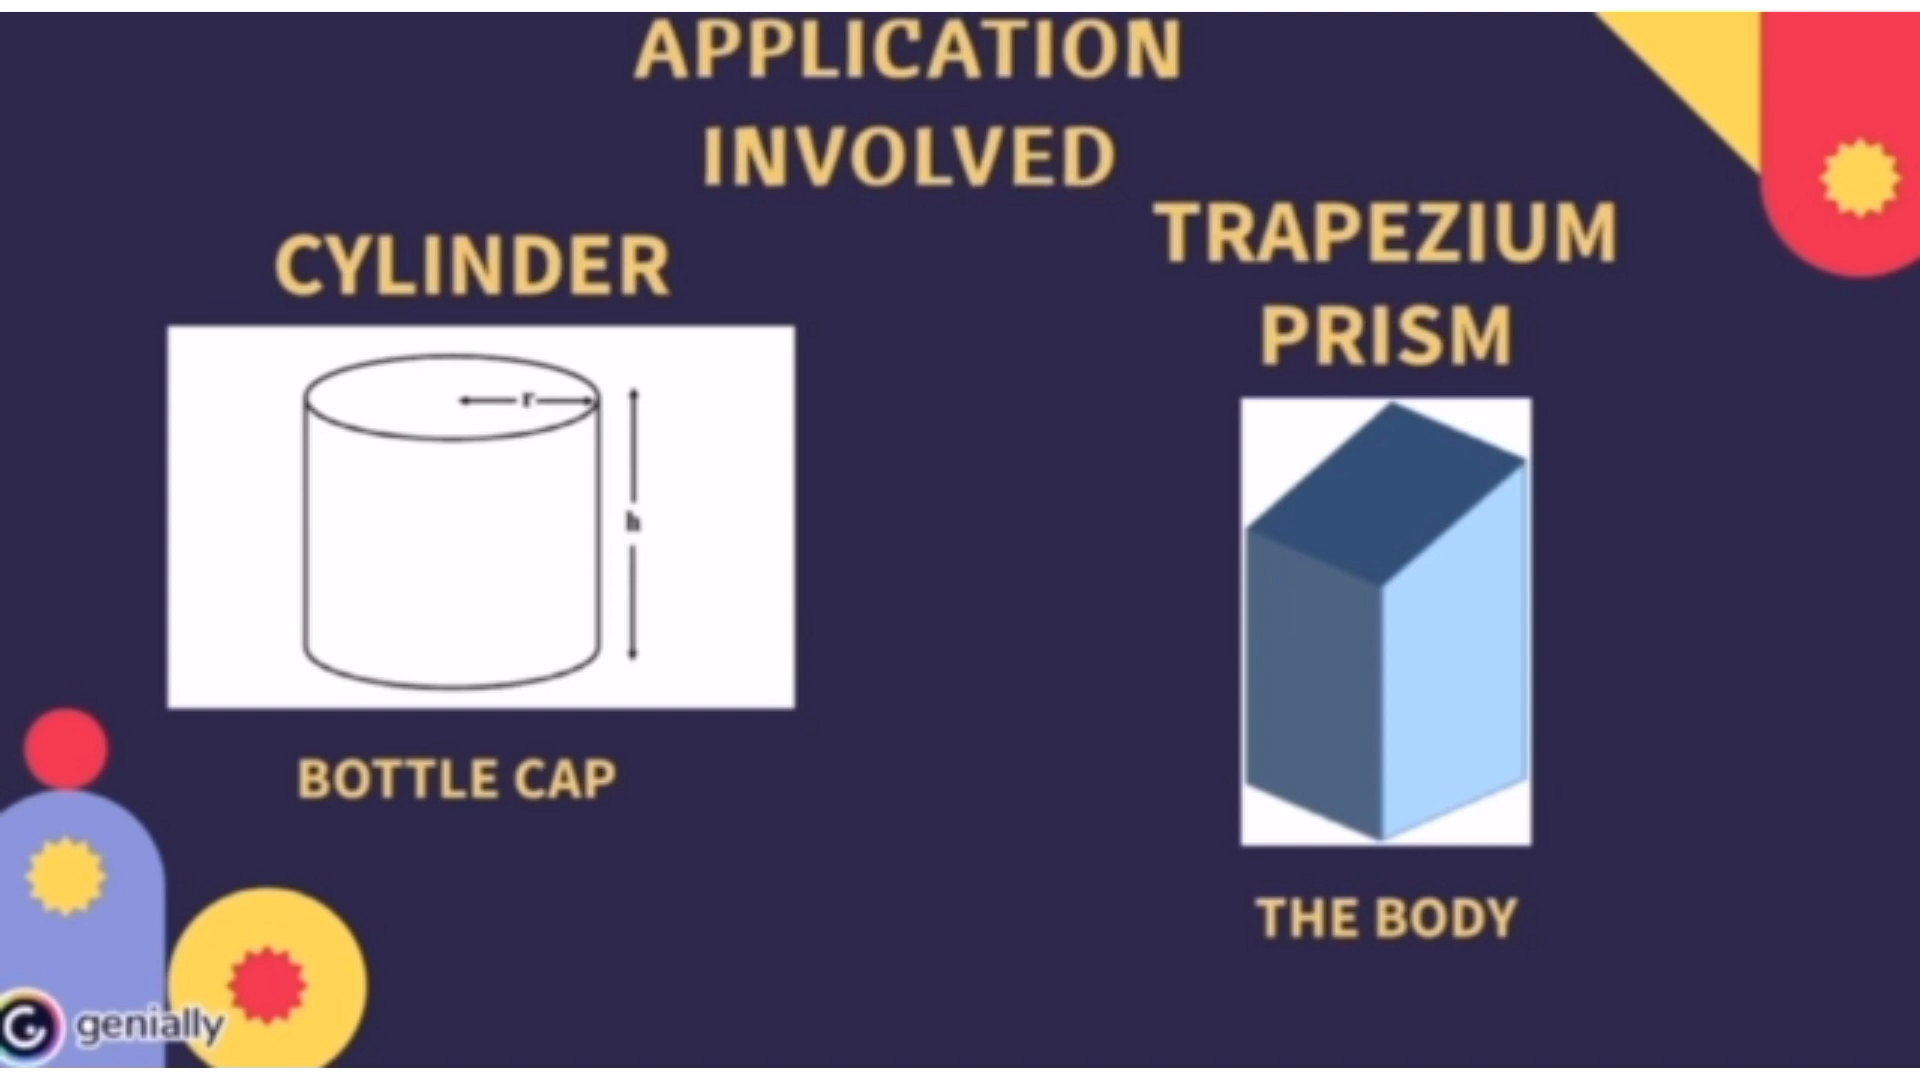 APPLICATION
INVOLVED
CYLINDER
r
h
BOTTLE CAP
TRAPEZIUM
PRISM
THE BODY
genially